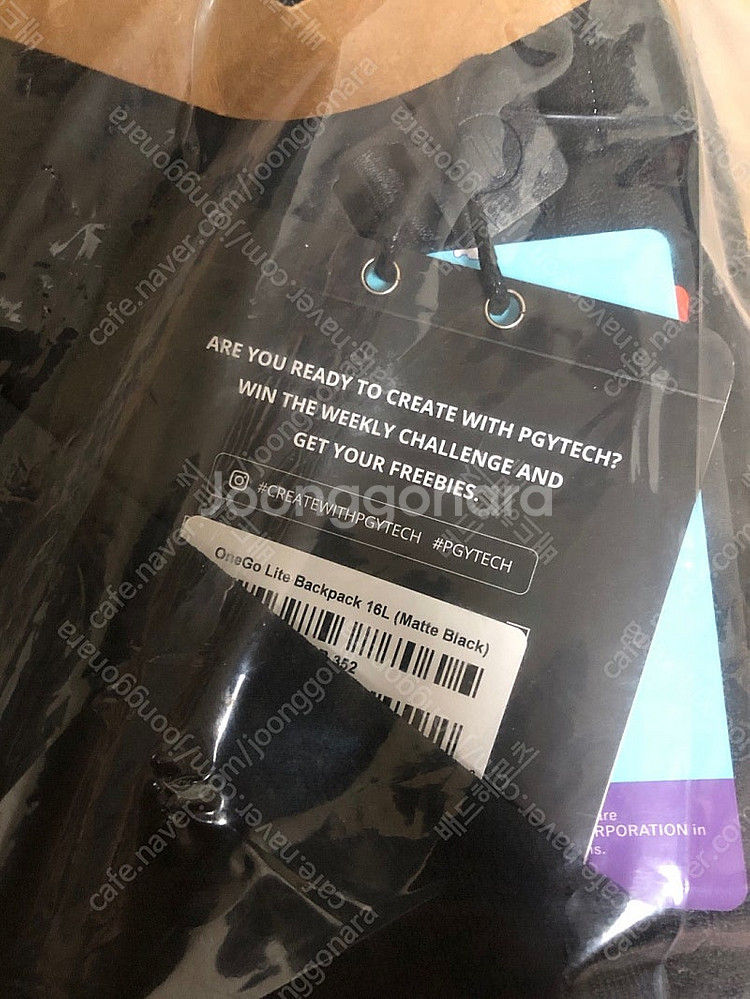 ARE YOU READY TO CREATE WITH PGYTECH?
WIN THE WEEKLY CHALLENGE AND
GET YOUR FREEBIES.
#CREATEWITHPGYTECH #PGYTECH
Joonggonara
OneGo Lite Backpack 16L (Matte Black)
352
RPORATION in
cafe.naver.com/joonggonara